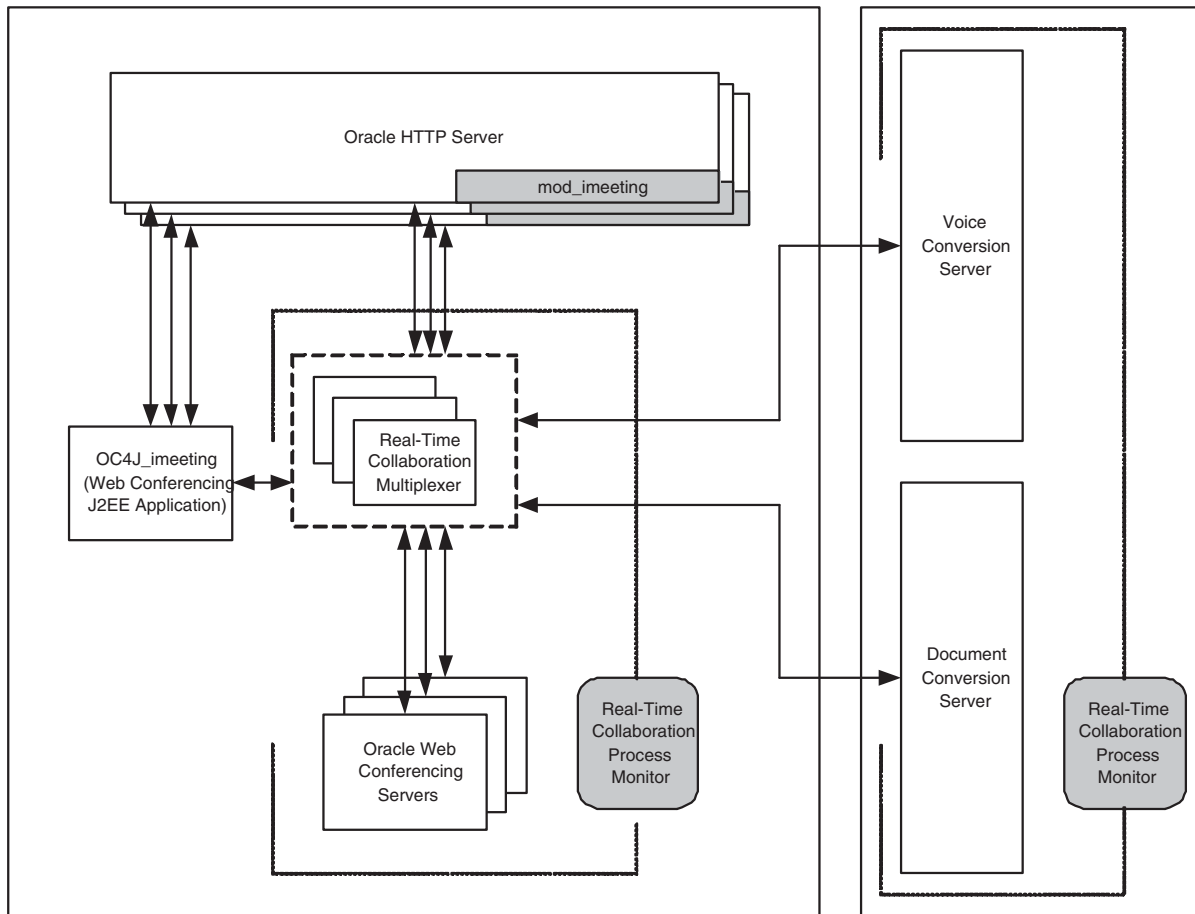 Oracle HTTP Server
mod_imeeting
Voice
Conversion
Server
Real-Time
Collaboration
Multiplexer
OC4J_imeeting
(Web Conferencing
J2EE Application)
Oracle Web
Conferencing
Servers
Real-Time
Collaboration
Process
Monitor
Document
Conversion
Server
Real-Time
Collaboration
Process
Monitor